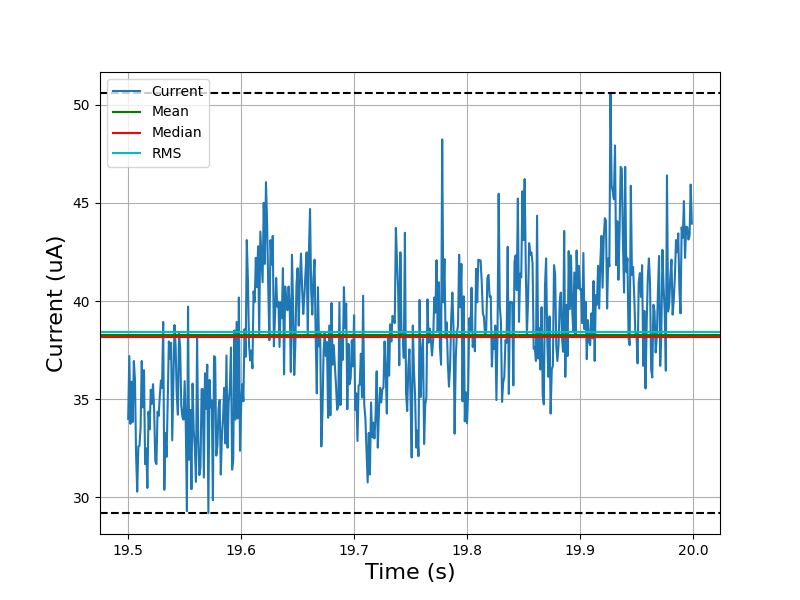 Current
Mean
Median
RMS
50
45
40
35
30
Current (uA)
19.5 19.6 19.7 19.8 19.9 20.0
Time (s)